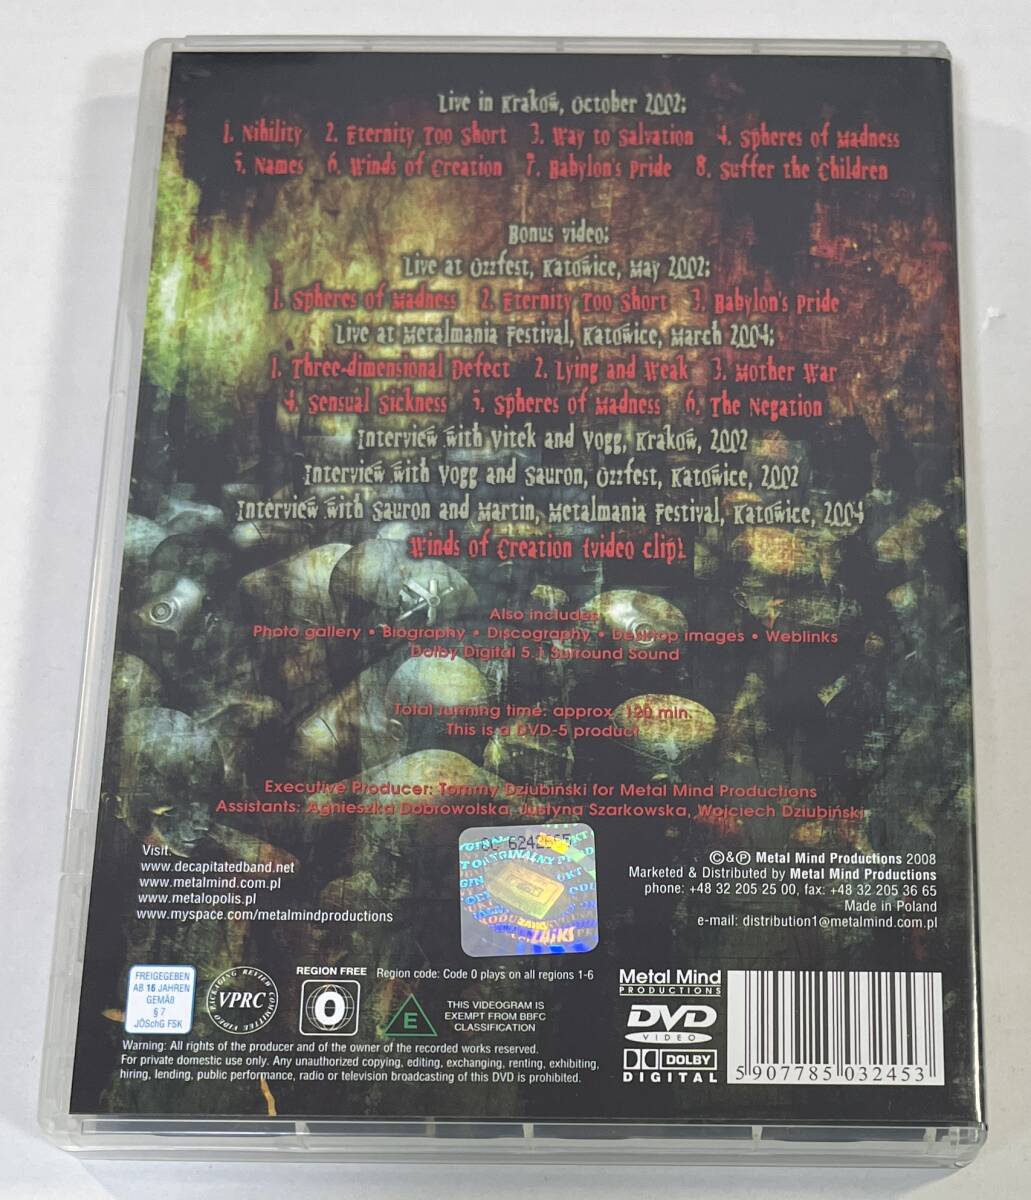 Live in Krakow, October 2002:
1. Nihility 2. Eternity Too Short 3. Way to Salvation 4. Spheres of Madness
5. Names 6. Winds of Creation 7. Babylon's Pride 8. Suffer the Children
Bonus video:
Live at Ozzfest, Katowice, May 2002:
1. Spheres of Madness 2. Eternity Too Short 3. Babylon's Pride
Live at Metalmania Festival, Katowice, March 2004:
1. Three-dimensional Defect 2. Lying and Weak 3. Mother War
4. Sensual Sickness 5. Spheres of Madness 6. The Negation
Interview with Vitek and Vogg, Krakow, 2002
Interview with Vogg and Sauron, Ozzfest, Katowice, 2002
Interview with Sauron and Martin, Metalmania Festival, Katowice, 2004
Winds of Creation (video clip).
Also includes
Photo gallery • Biography • Discography • Desktop images • Weblinks
Dolby Digital 5.1 Surround Sound
Total running time: approx. 120 min.
This is a DVD-5 product
Executive Producer: Tommy Dziubiński for Metal Mind Productions
Assistants: Agnieszka Dobrowolska, Justyna Szarkowska, Wojciech Dziubiński
Visit:
www.decapitatedband.net
www.metalmind.com.pl
www.metalopolis.pl
www.myspace.com/metalmindproductions
ORYGINALNY
ZAiKS
©&℗ Metal Mind Productions 2008
Marketed & Distributed by Metal Mind Productions
phone: +48 32 205 25 00, fax: +48 32 205 36 65
Made in Poland
e-mail: distribution1@metalmind.com.pl
FREIGEGEBEN
AB 16 JAHREN
GEMÄß
§ 7
JÖSchG FSK
PACKAGING REVIEW
VPRC
COMMITTEE VIDEO
REGION FREE
0
Region code: Code 0 plays on all regions 1-6
E
THIS VIDEOGRAM IS
EXEMPT FROM BBFC
CLASSIFICATION
Metal Mind
PRODUCTIONS
DVD
VIDEO
DOLBY
DIGITAL
5 907785 032453
Warning: All rights of the producer and of the owner of the recorded works reserved.
For private domestic use only. Any unauthorized copying, editing, exchanging, renting, exhibiting,
hiring, lending, public performance, radio or television broadcasting of this DVD is prohibited.